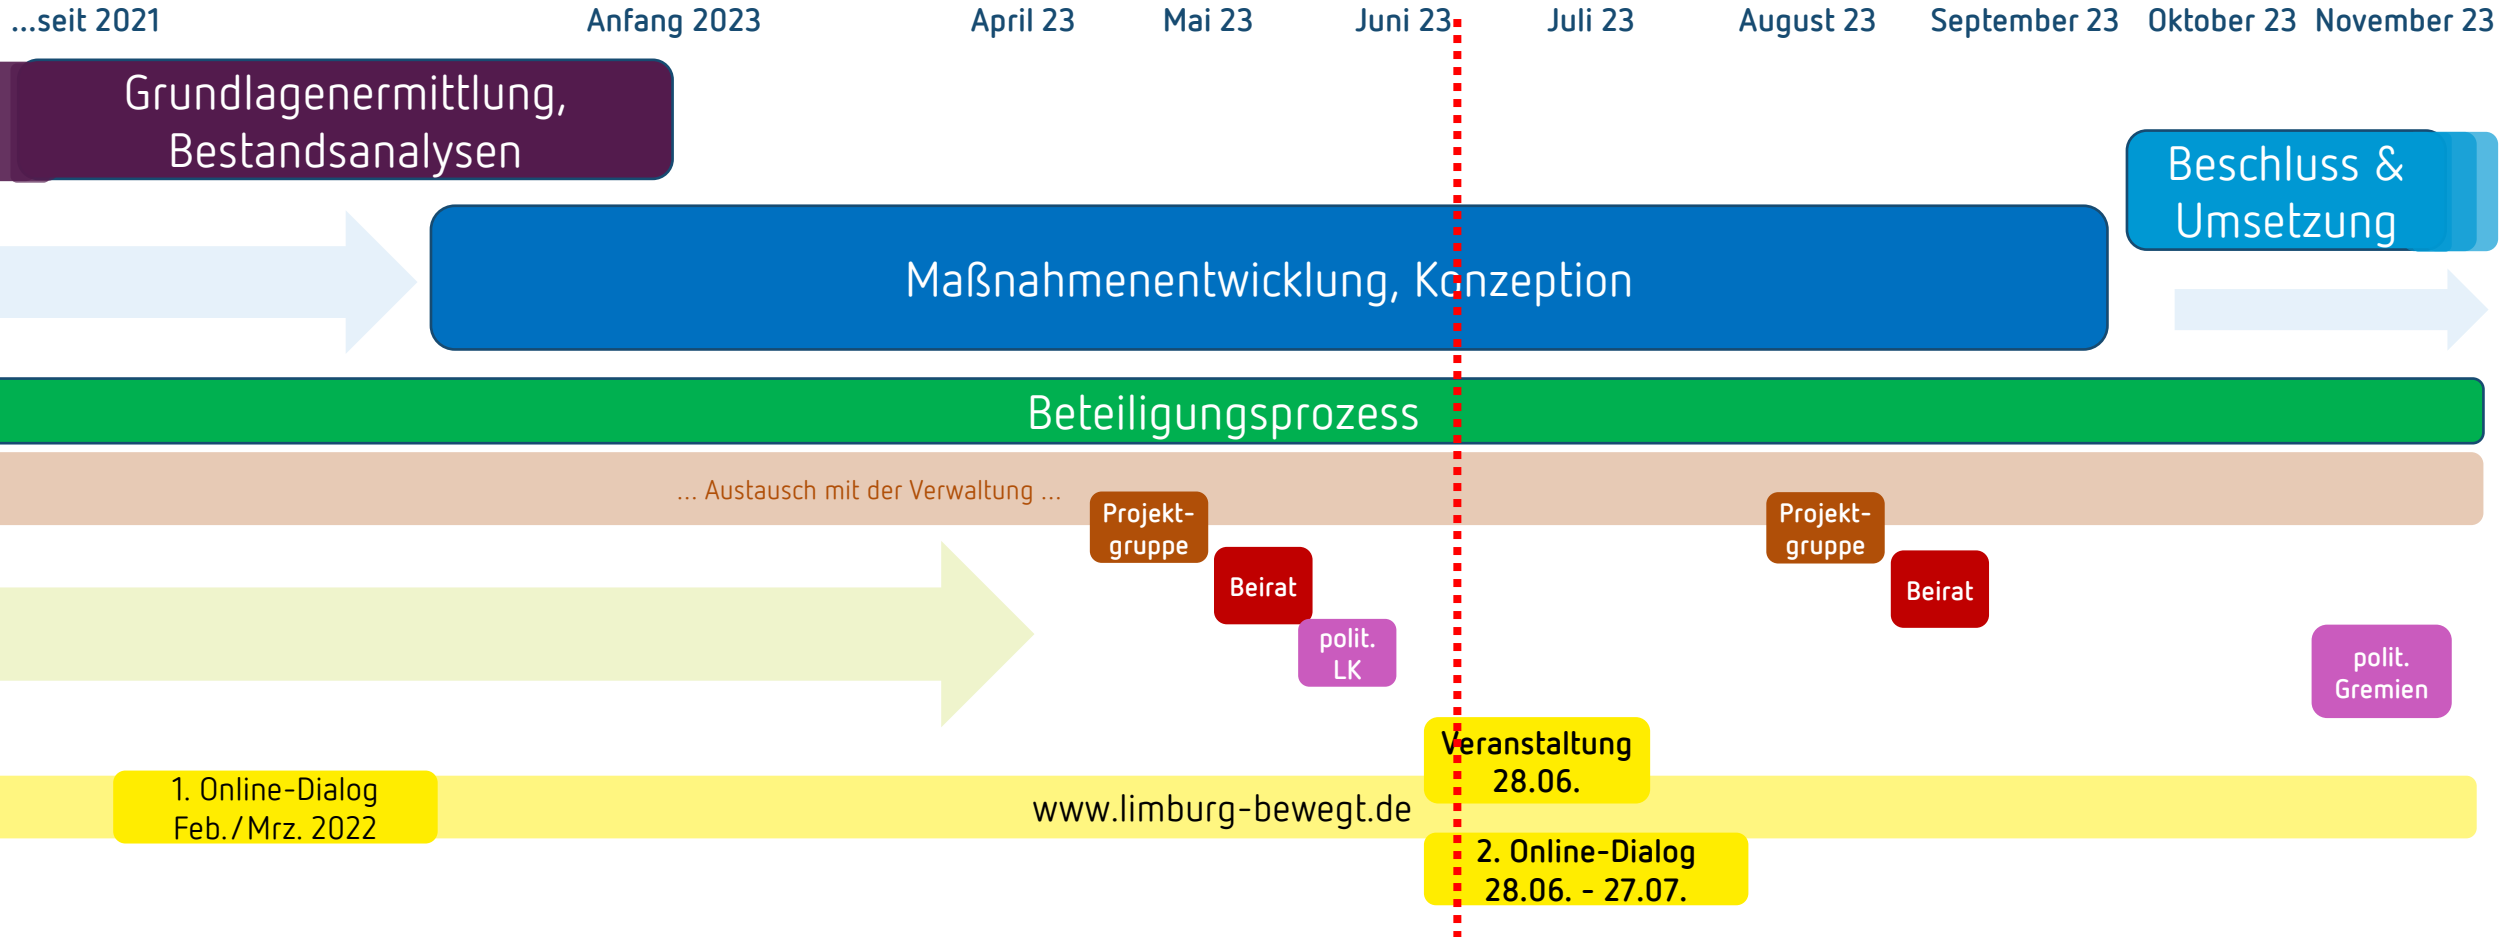 ...seit 2021
Anfang 2023
April 23
Mai 23
Juni 23
Juli 23
August 23
September 23
Oktober 23
November 23
Grundlagenermittlung,
Bestandsanalysen
Beschluss &
Umsetzung
Maßnahmenentwicklung, Konzeption
Beteiligungsprozess
... Austausch mit der Verwaltung ...
Projekt-
gruppe
Projekt-
gruppe
Beirat
Beirat
polit.
LK
polit.
Gremien
Veranstaltung
28.06.
1. Online-Dialog
Feb./Mrz. 2022
www.limburg-bewegt.de
2. Online-Dialog
28.06. - 27.07.